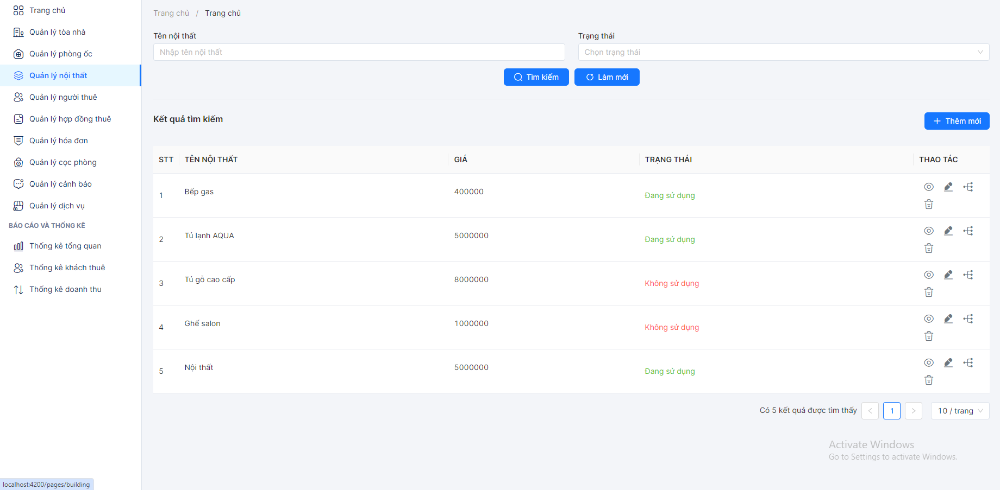 Trang chủ
Quản lý tòa nhà
Quản lý phòng ốc
Quản lý nội thất
Quản lý người thuê
Quản lý hợp đồng thuê
Quản lý hóa đơn
Quản lý cọc phòng
Quản lý cảnh báo
Quản lý dịch vụ
BÁO CÁO VÀ THỐNG KÊ
Thống kê tổng quan
Thống kê khách thuê
Thống kê doanh thu
localhost:4200/pages/building
Trang chủ / Trang chủ
Tên nội thất
Nhập tên nội thất
Trạng thái
Chọn trạng thái
Tìm kiếm
Làm mới
Kết quả tìm kiếm
Thêm mới
STT TÊN NỘI THẤT GIÁ TRẠNG THÁI THAO TÁC
1 Bếp gas 400000 Đang sử dụng
2 Tủ lạnh AQUA 5000000 Đang sử dụng
3 Tủ gỗ cao cấp 8000000 Không sử dụng
4 Ghế salon 1000000 Không sử dụng
5 Nội thất 5000000 Đang sử dụng
Có 5 kết quả được tìm thấy < 1 > 10 / trang
Activate Windows
Go to Settings to activate Windows.